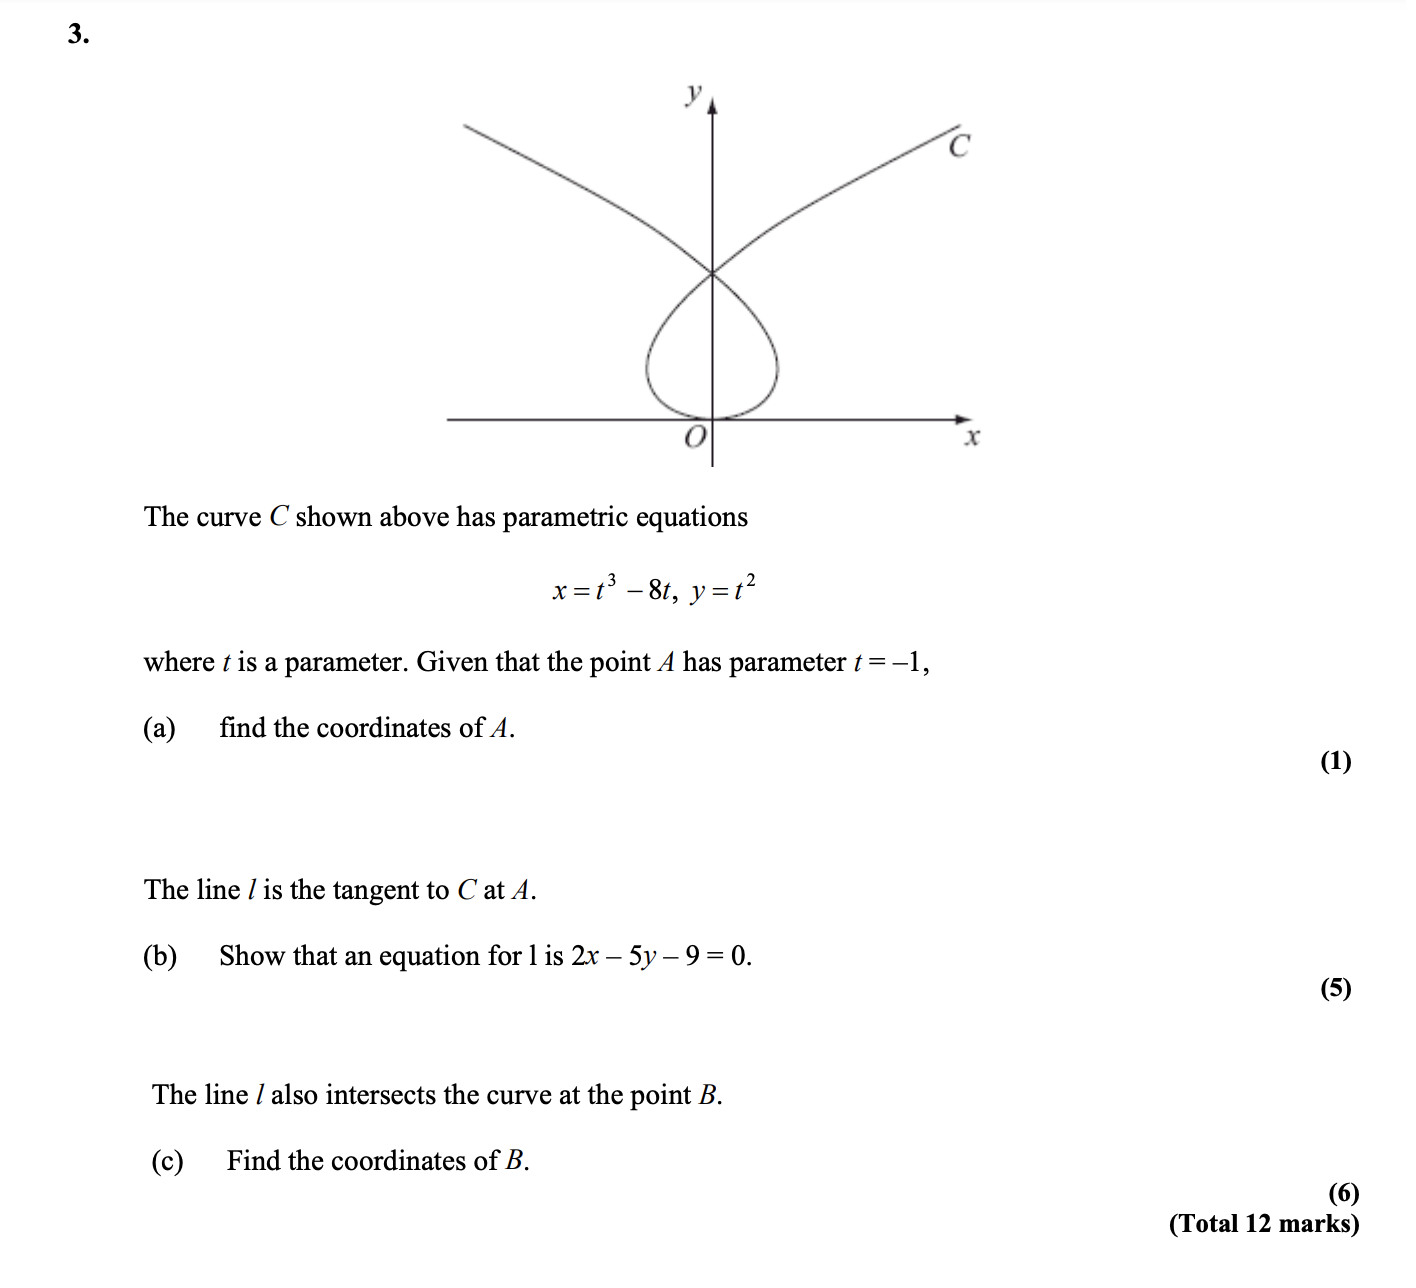 3.
y
C
O
x
The curve C shown above has parametric equations
x = t³ – 8t, y = t²
where t is a parameter. Given that the point A has parameter t = –1,
(a) find the coordinates of A.
(1)
The line l is the tangent to C at A.
(b) Show that an equation for l is 2x – 5y – 9 = 0.
(5)
The line l also intersects the curve at the point B.
(c) Find the coordinates of B.
(6)
(Total 12 marks)